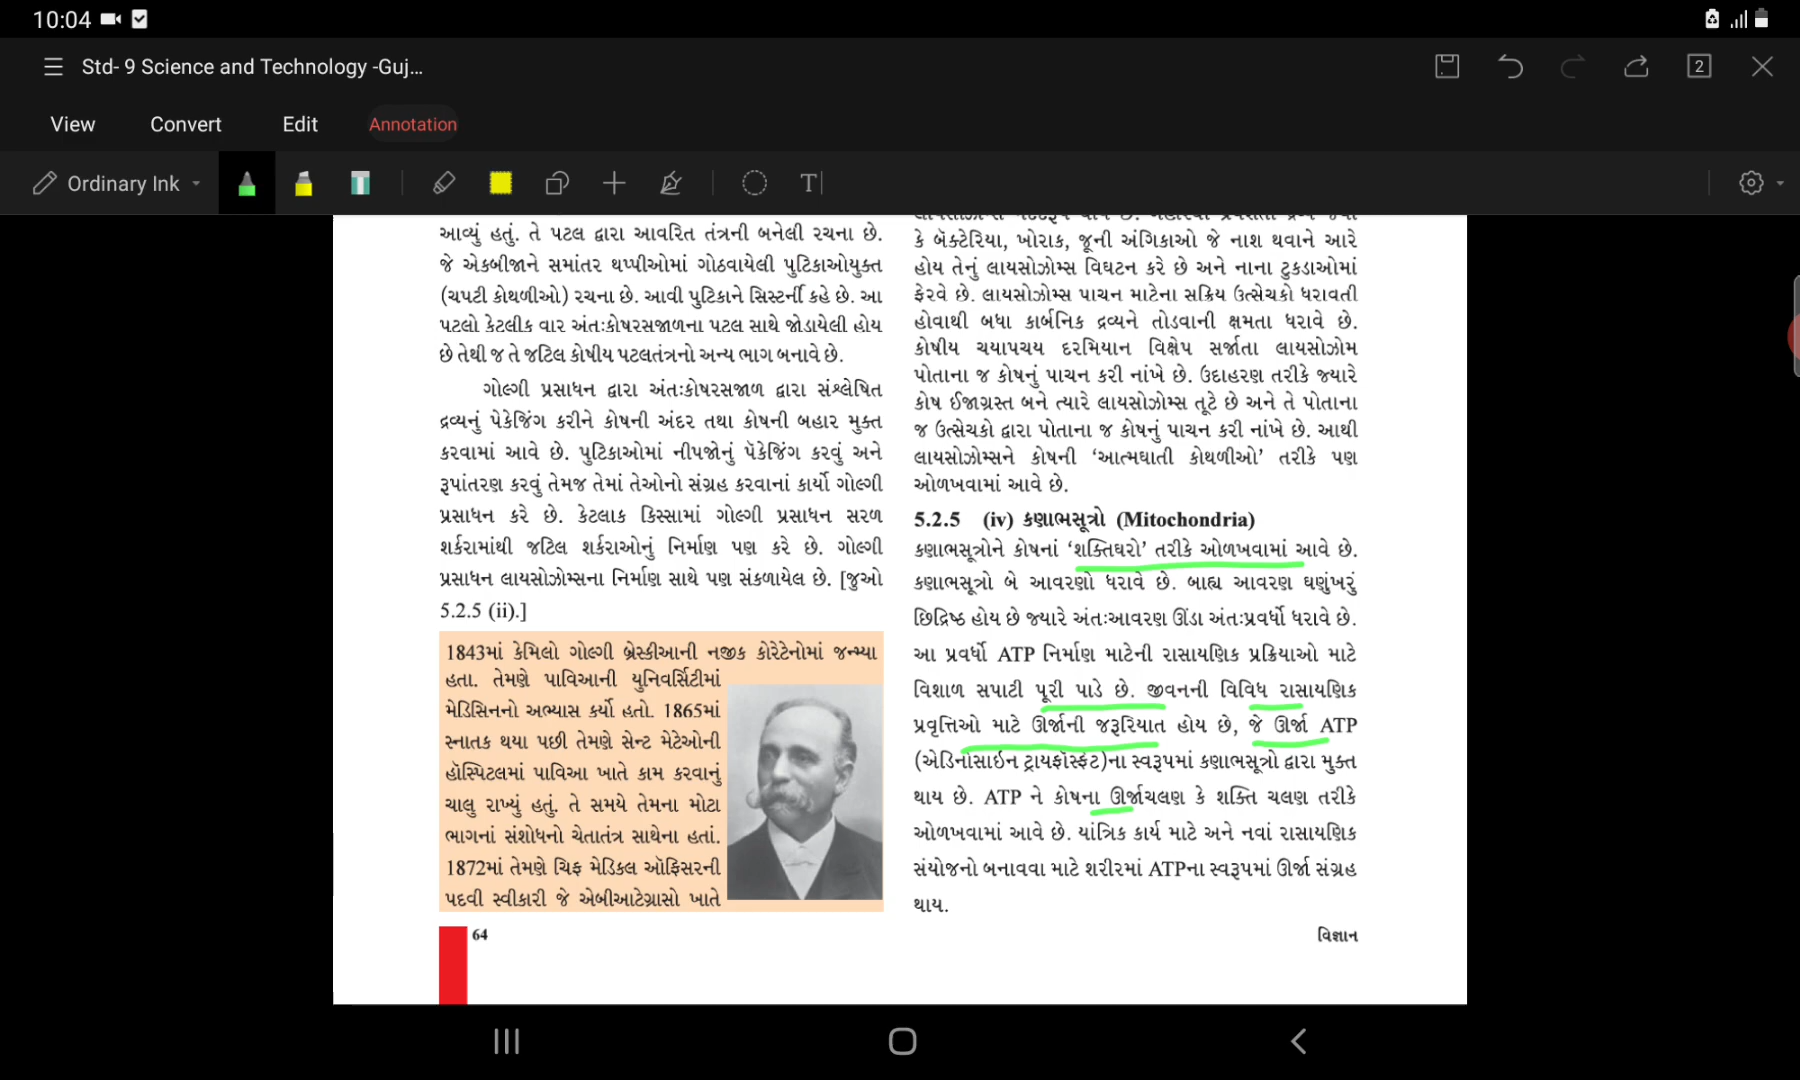 10:04
Std- 9 Science and Technology -Guj...
2
View Convert Edit Annotation
Ordinary Ink
T
આવ્યું હતું. તે પટલ દ્વારા આવરિત તંત્રની બનેલી રચના છે.
જે એકબીજાને સમાંતર થપ્પીઓમાં ગોઠવાયેલી પુટિકાઓયુક્ત
(ચપટી કોથળીઓ) રચના છે. આવી પુટિકાને સિસ્ટર્ની કહે છે. આ
પટલો કેટલીક વાર અંતઃકોષરસજાળના પટલ સાથે જોડાયેલી હોય
છે તેથી જ તે જટિલ કોષીય પટલતંત્રનો અન્ય ભાગ બનાવે છે.
ગોલ્ગી પ્રસાધન દ્વારા અંતઃકોષરસજાળ દ્વારા સંશ્લેષિત
દ્રવ્યનું પેકેજિંગ કરીને કોષની અંદર તથા કોષની બહાર મુક્ત
કરવામાં આવે છે. પુટિકાઓમાં નીપજોનું પૅકેજિંગ કરવું અને
રૂપાંતરણ કરવું તેમજ તેમાં તેઓનો સંગ્રહ કરવાનાં કાર્યો ગોલ્ગી
પ્રસાધન કરે છે. કેટલાક કિસ્સામાં ગોલ્ગી પ્રસાધન સરળ
શર્કરામાંથી જટિલ શર્કરાઓનું નિર્માણ પણ કરે છે. ગોલ્ગી
પ્રસાધન લાયસોઝોમ્સના નિર્માણ સાથે પણ સંકળાયેલ છે. [જુઓ
5.2.5 (ii).]
1843માં કેમિલો ગોલ્ગી બ્રેસ્કીઆની નજીક કોરેટેનોમાં જન્મ્યા
હતા. તેમણે પાવિઆની યુનિવર્સિટીમાં
મેડિસિનનો અભ્યાસ કર્યો હતો. 1865માં
સ્નાતક થયા પછી તેમણે સેન્ટ મેટેઓની
હૉસ્પિટલમાં પાવિઆ ખાતે કામ કરવાનું
ચાલુ રાખ્યું હતું. તે સમયે તેમના મોટા
ભાગનાં સંશોધનો ચેતાતંત્ર સાથેના હતાં.
1872માં તેમણે ચિફ મેડિકલ ઑફિસરની
પદવી સ્વીકારી જે એબીઆટેગ્રાસો ખાતે
64
કે બૅક્ટેરિયા, ખોરાક, જૂની અંગિકાઓ જે નાશ થવાને આરે
હોય તેનું લાયસોઝોમ્સ વિઘટન કરે છે અને નાના ટુકડાઓમાં
ફેરવે છે. લાયસોઝોમ્સ પાચન માટેના સક્રિય ઉત્સેચકો ધરાવતી
હોવાથી બધા કાર્બનિક દ્રવ્યને તોડવાની ક્ષમતા ધરાવે છે.
કોષીય ચયાપચય દરમિયાન વિક્ષેપ સર્જાતા લાયસોઝોમ
પોતાના જ કોષનું પાચન કરી નાંખે છે. ઉદાહરણ તરીકે જ્યારે
કોષ ઈજાગ્રસ્ત બને ત્યારે લાયસોઝોમ્સ તૂટે છે અને તે પોતાના
જ ઉત્સેચકો દ્વારા પોતાના જ કોષનું પાચન કરી નાંખે છે. આથી
લાયસોઝોમ્સને કોષની ‘આત્મઘાતી કોથળીઓ’ તરીકે પણ
ઓળખવામાં આવે છે.
5.2.5 (iv) કણાભસૂત્રો (Mitochondria)
કણાભસૂત્રોને કોષનાં ‘શક્તિઘરો’ તરીકે ઓળખવામાં આવે છે.
કણાભસૂત્રો બે આવરણો ધરાવે છે. બાહ્ય આવરણ ઘણુંખરું
છિદ્રિષ્ઠ હોય છે જ્યારે અંતઃઆવરણ ઊંડા અંતઃપ્રવર્ધો ધરાવે છે.
આ પ્રવર્ધો ATP નિર્માણ માટેની રાસાયણિક પ્રક્રિયાઓ માટે
વિશાળ સપાટી પૂરી પાડે છે. જીવનની વિવિધ રાસાયણિક
પ્રવૃત્તિઓ માટે ઊર્જાની જરૂરિયાત હોય છે, જે ઊર્જા ATP
(એડિનોસાઇન ટ્રાયફૉસ્ફેટ)ના સ્વરૂપમાં કણાભસૂત્રો દ્વારા મુક્ત
થાય છે. ATP ને કોષના ઊર્જાચલણ કે શક્તિ ચલણ તરીકે
ઓળખવામાં આવે છે. યાંત્રિક કાર્ય માટે અને નવાં રાસાયણિક
સંયોજનો બનાવવા માટે શરીરમાં ATPના સ્વરૂપમાં ઊર્જા સંગ્રહ
થાય.
વિજ્ઞાન